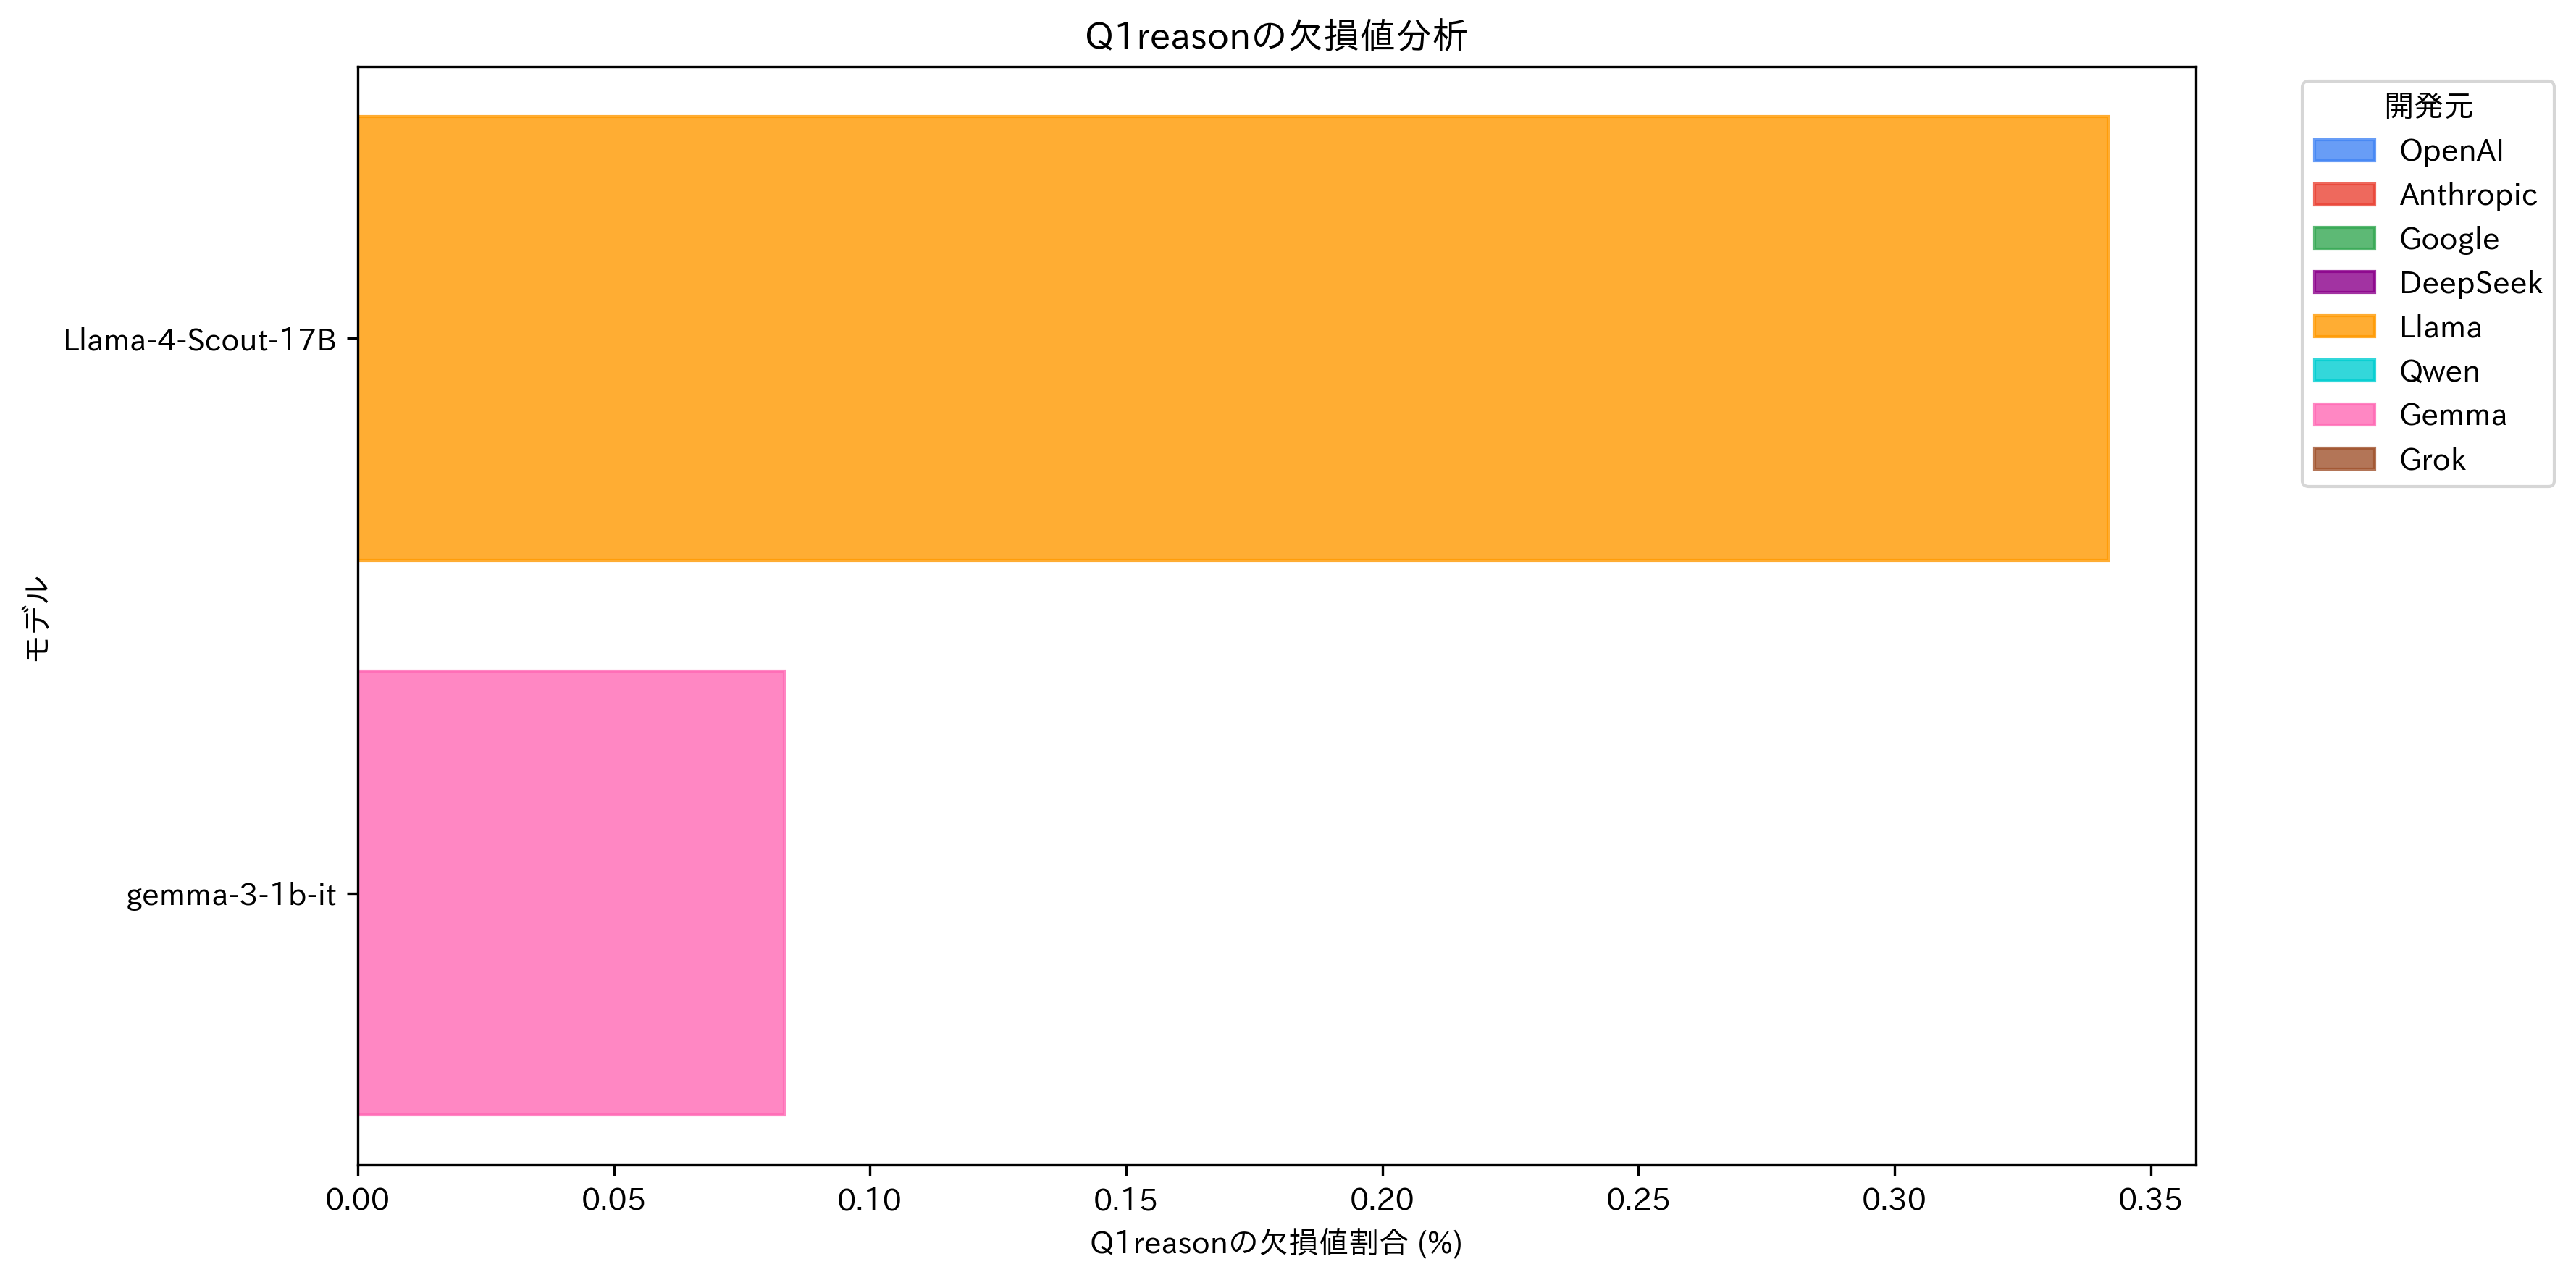 Q1reasonの欠損値分析
モデル
Llama-4-Scout-17B
gemma-3-1b-it
0.00
0.05
0.10
0.15
0.20
0.25
0.30
0.35
Q1reasonの欠損値割合 (%)
開発元
OpenAI
Anthropic
Google
DeepSeek
Llama
Qwen
Gemma
Grok